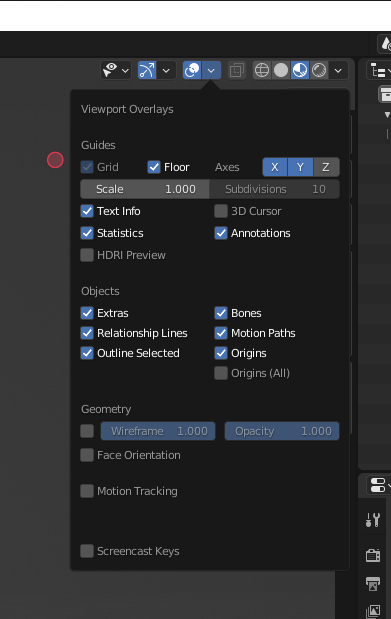 Viewport Overlays
Guides
Grid Floor Axes X Y Z
Scale 1.000 Subdivisions 10
Text Info 3D Cursor
Statistics Annotations
HDRI Preview
Objects
Extras Bones
Relationship Lines Motion Paths
Outline Selected Origins
Origins (All)
Geometry
Wireframe 1.000 Opacity 1.000
Face Orientation
Motion Tracking
Screencast Keys